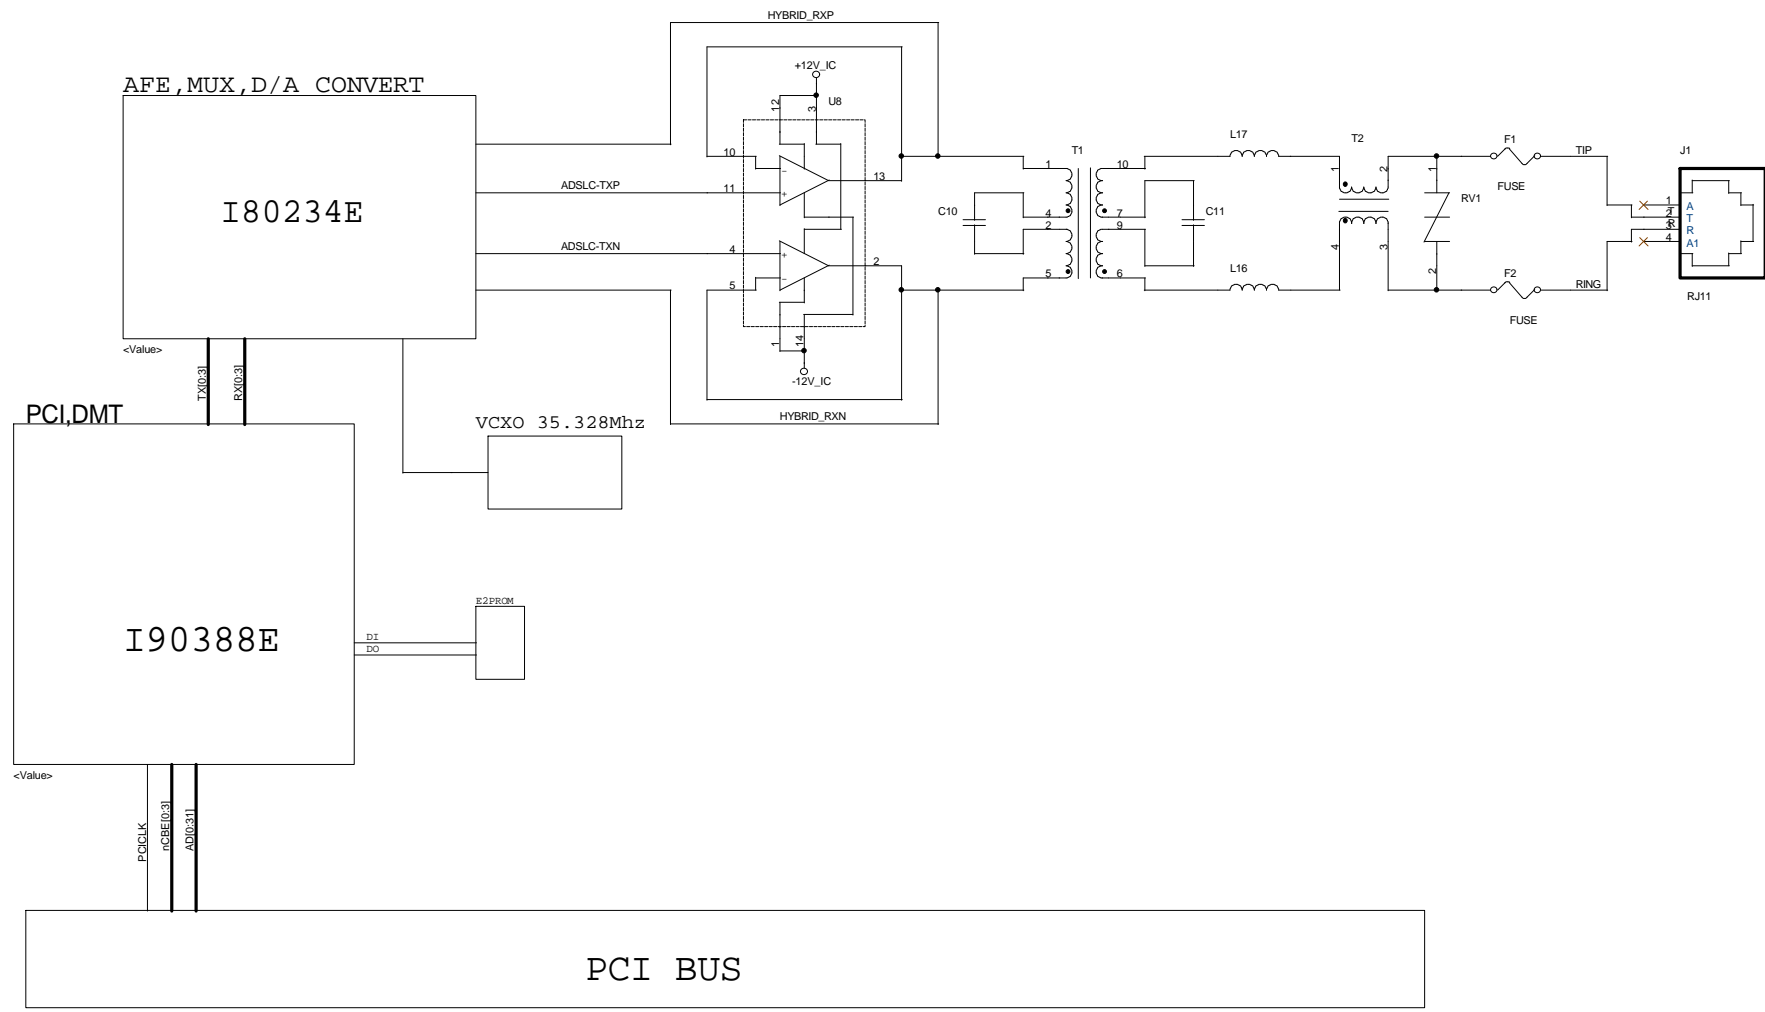 HYBRID_RXP
+12V_IC
AFE,MUX,D/A CONVERT
12
3
U8
10
13
11
ADSLC-TXP
I80234E
ADSLC-TXN
4
2
5
1
14
-12V_IC
HYBRID_RXN
T1
1
10
C10
4
2
7
9
C11
5
6
L17
L16
T2
1
2
4
3
1
RV1
2
F1
FUSE
TIP
F2
FUSE
RING
J1
1
2
3
4
A
T
R
A1
T
R
RJ11
<Value>
TX[0:3]
RX[0:3]
PCI,DMT
VCXO 35.328Mhz
E2PROM
DI
DO
I90388E
<Value>
PCICLK
nCBE[0:3]
AD[0:31]
PCI BUS